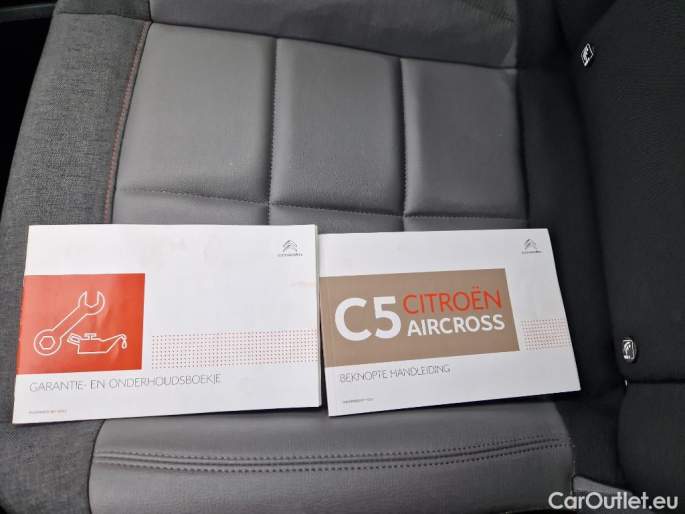 GARANTIE- EN ONDERHOUDSBOEKJE
C5 CITROËN
AIRCROSS
BEKNOPTE HANDLEIDING
CarOutlet.eu